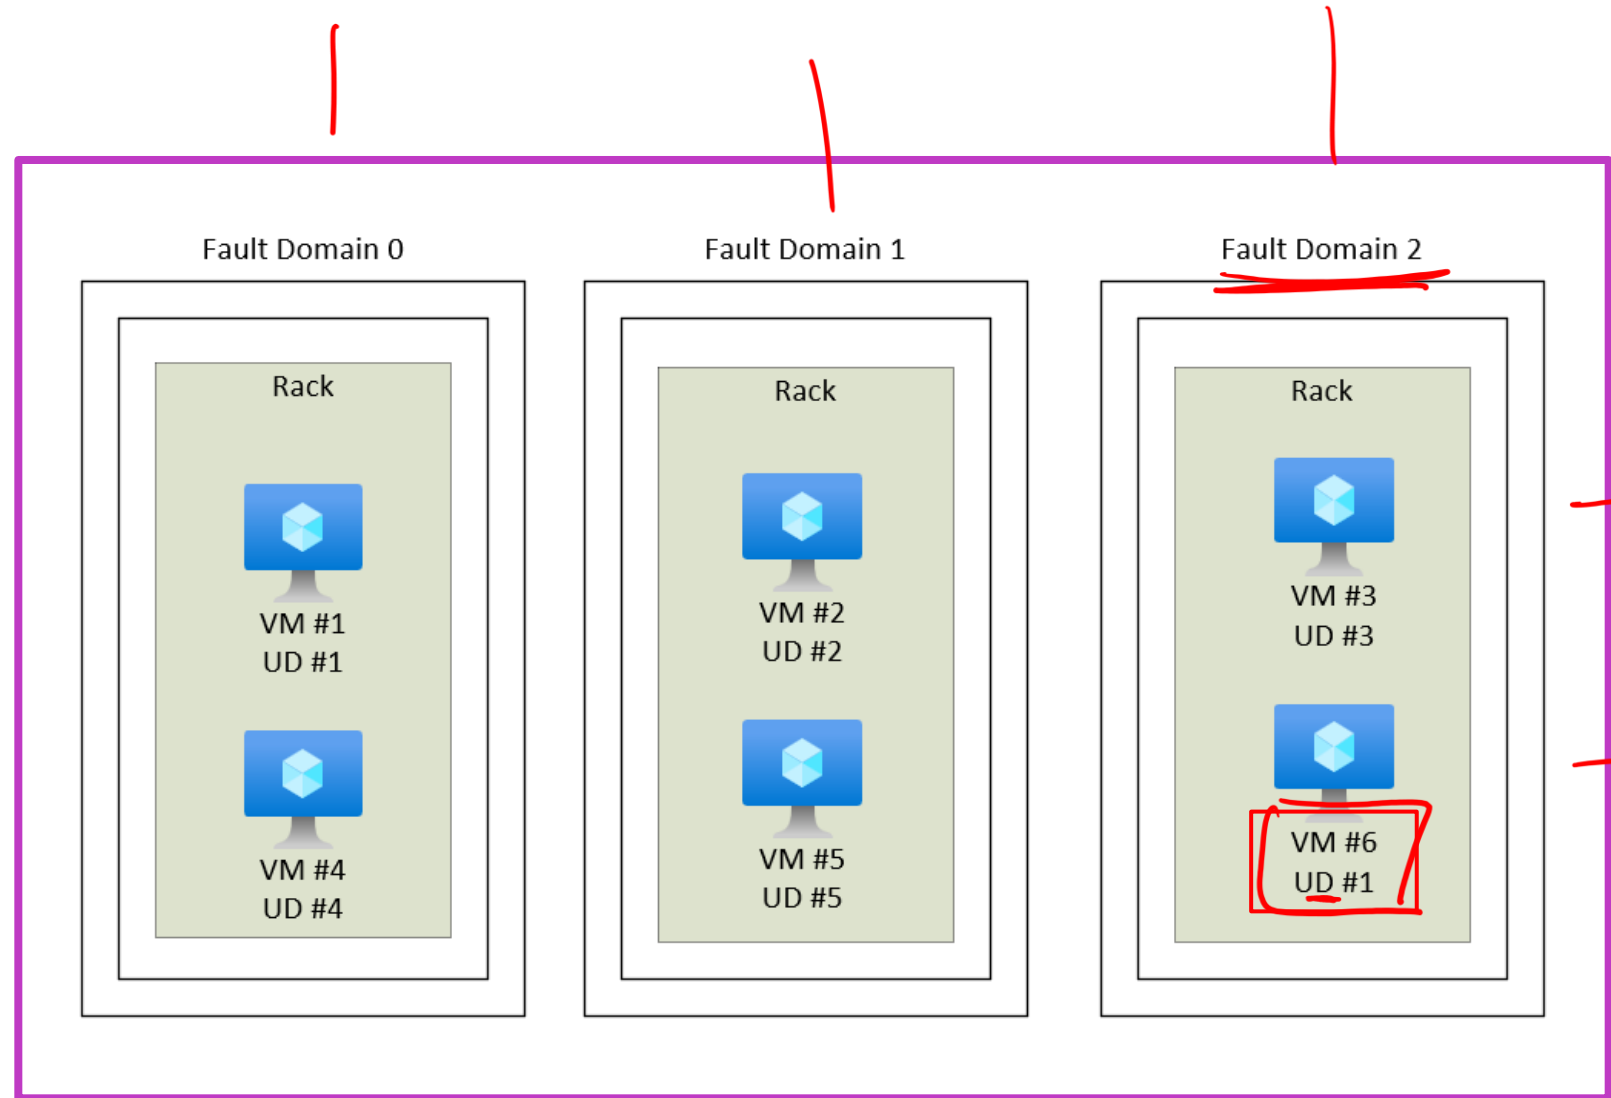 Fault Domain 0
Fault Domain 1
Fault Domain 2
Rack
VM #1
UD #1
VM #4
UD #4
Rack
VM #2
UD #2
VM #5
UD #5
Rack
VM #3
UD #3
VM #6
UD #1